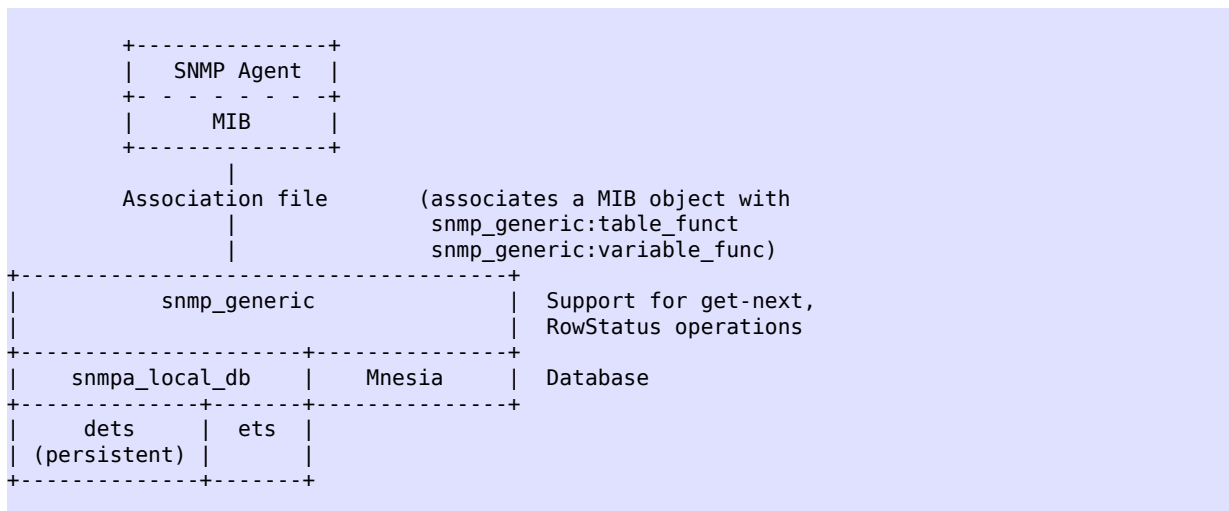 SNMP Agent
MIB
Association file (associates a MIB object with
snmp_generic:table_funct
snmp_generic:variable_func)
snmp_generic Support for get-next,
RowStatus operations
snmpa_local_db Mnesia Database
dets ets
(persistent)